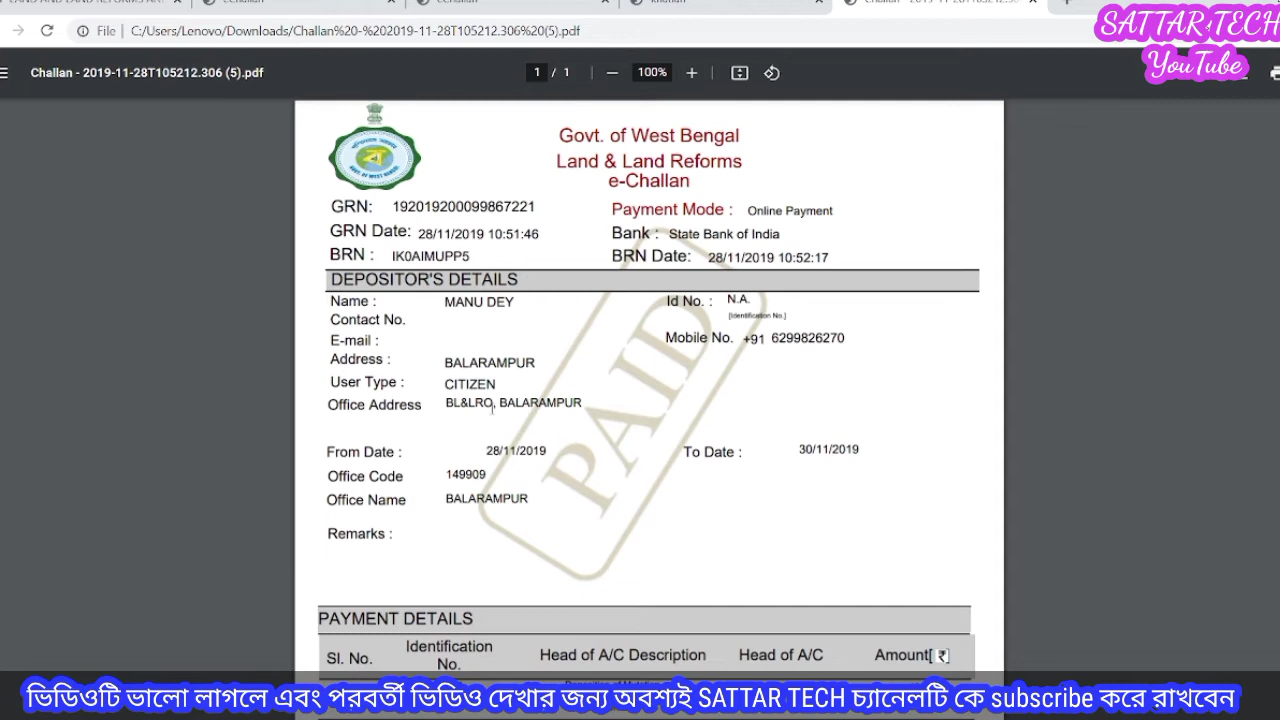 File | C:/Users/Lenovo/Downloads/Challan%20-%202019-11-28T105212.306%20(5).pdf
SATTAR TECH
YouTube
Challan - 2019-11-28T105212.306 (5).pdf
1 / 1 100%
Govt. of West Bengal
Land & Land Reforms
e-Challan
GRN: 192019200099867221
Payment Mode : Online Payment
GRN Date: 28/11/2019 10:51:46
Bank : State Bank of India
BRN : IK0AIMUPP5
BRN Date: 28/11/2019 10:52:17
DEPOSITOR'S DETAILS
Name : MANU DEY
Id No. : N.A.
[Identification No.]
Contact No.
E-mail :
Mobile No. +91 6299826270
Address : BALARAMPUR
User Type : CITIZEN
Office Address BL&LRO, BALARAMPUR
PAID
From Date : 28/11/2019
To Date : 30/11/2019
Office Code 149909
Office Name BALARAMPUR
Remarks :
PAYMENT DETAILS
Sl. No. Identification No. Head of A/C Description Head of A/C Amount[ ₹]
ভিডিওটি ভালো লাগলে এবং পরবর্তী ভিডিও দেখার জন্য অবশ্যই SATTAR TECH চ্যানেলটি কে subscribe করে রাখবেন